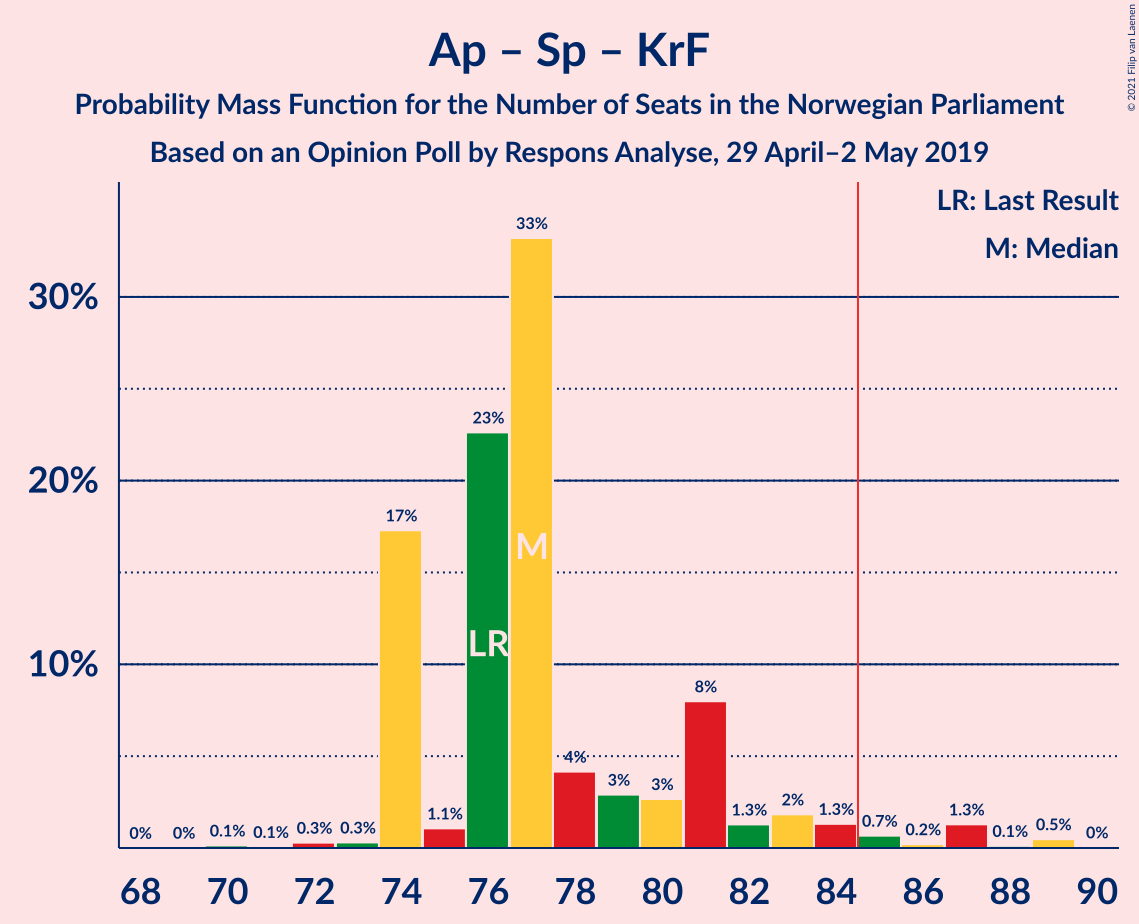 Ap – Sp – KrF
Probability Mass Function for the Number of Seats in the Norwegian Parliament
Based on an Opinion Poll by Respons Analyse, 29 April–2 May 2019
© 2021 Filip van Laenen
LR: Last Result
M: Median
30%
20%
10%
0% 0% 0.1% 0.1% 0.3% 0.3% 17% 1.1% 23% 33% 4% 3% 3% 8% 1.3% 2% 1.3% 0.7% 0.2% 1.3% 0.1% 0.5% 0%
M
LR
68 70 72 74 76 78 80 82 84 86 88 90